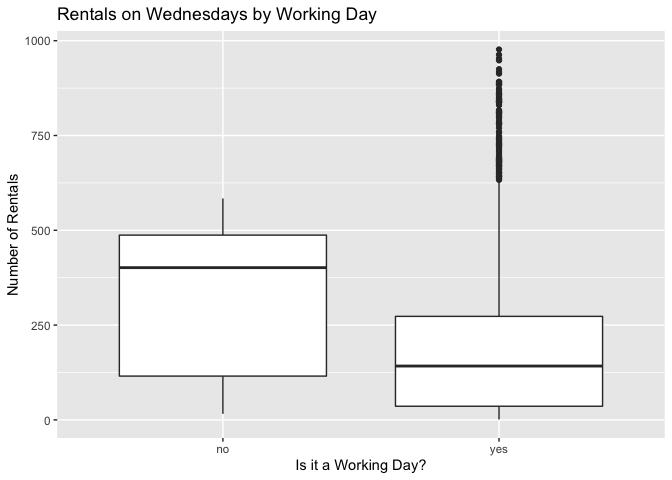 Rentals on Wednesdays by Working Day
1000
750
500
250
0
Number of Rentals
no yes
Is it a Working Day?